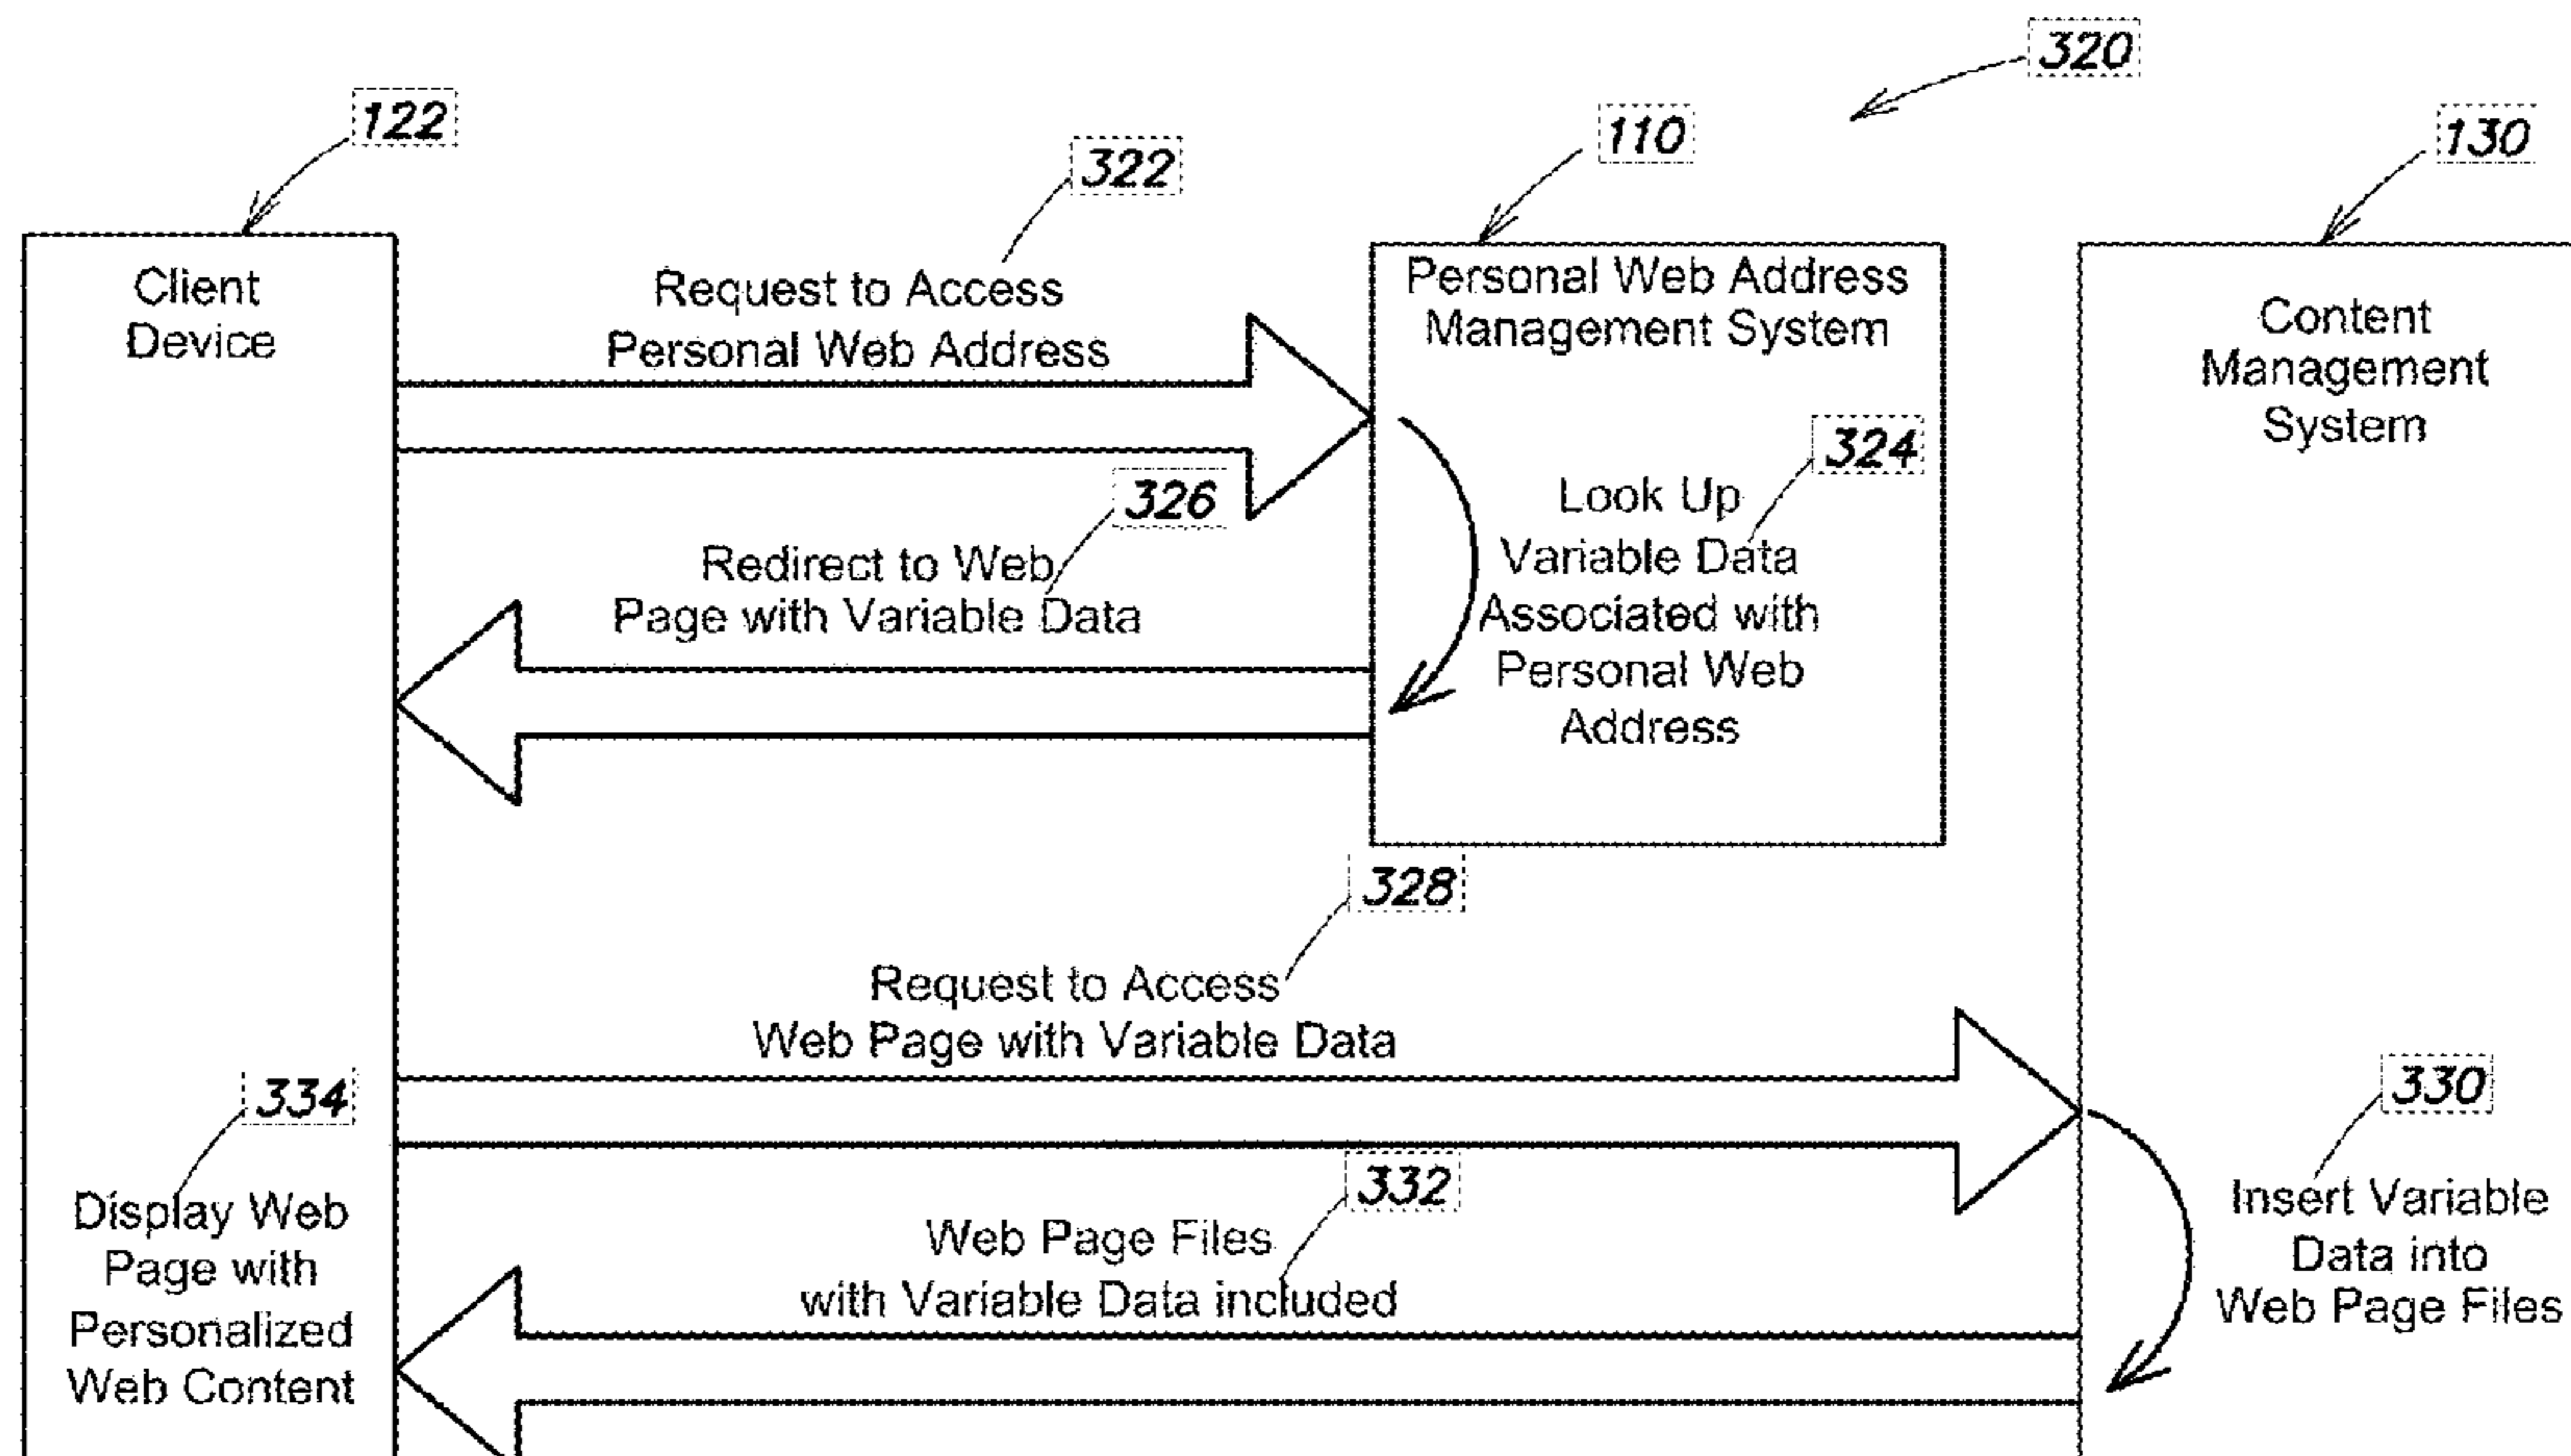 320
122
110
130
322
Client
Device
Request to Access
Personal Web Address
Personal Web Address
Management System
Content
Management
System
324
Look Up
Variable Data
Associated with
Personal Web
Address
326
Redirect to Web
Page with Variable Data
328
Request to Access
Web Page with Variable Data
330
Insert Variable
Data into
Web Page Files
332
Web Page Files
with Variable Data included
334
Display Web
Page with
Personalized
Web Content